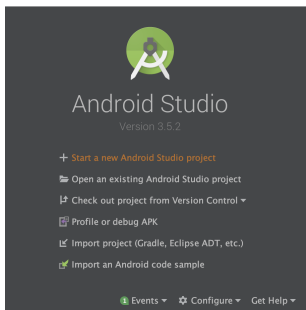 Android Studio
Version 3.5.2
Start a new Android Studio project
Open an existing Android Studio project
Check out project from Version Control
Profile or debug APK
Import project (Gradle, Eclipse ADT, etc.)
Import an Android code sample
1 Events Configure Get Help